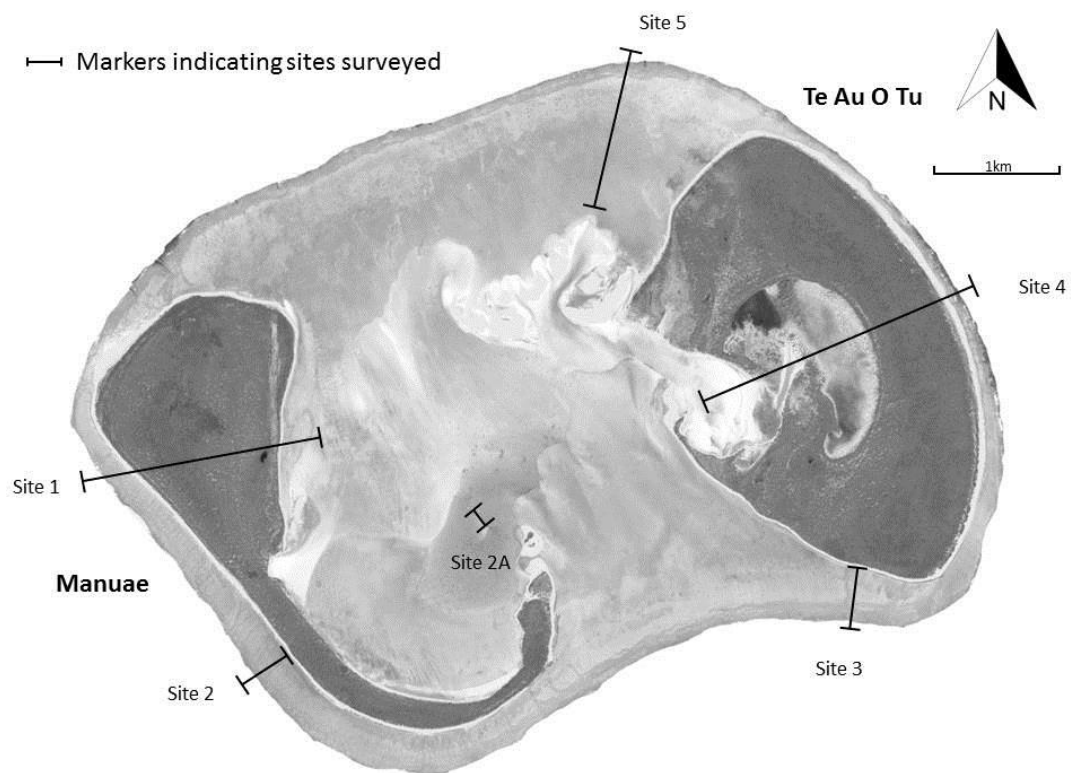 Site 5
Markers indicating sites surveyed
Te Au O Tu
N
1km
Site 4
Site 1
Site 2A
Manuae
Site 3
Site 2